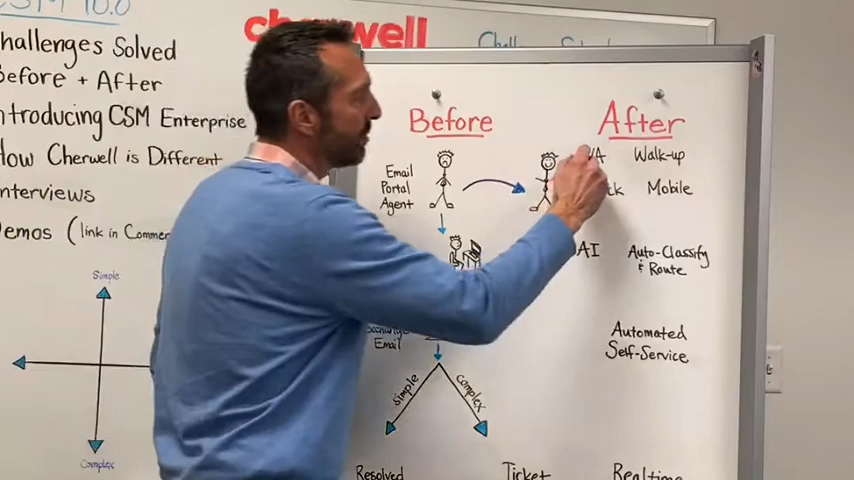 CSM 10.0
Challenges Solved
Before + After
Introducing CSM Enterprise
How Cherwell is Different
Interviews
Demos (link in Comment
Simple
Complex
Cherwell
Before
After
Email
Portal
Agent
VA
Walk-up
Mobile
AI
Auto-Classify
& Route
Exchange
Email
Automated
Self-Service
Simple
Complex
Resolved
Ticket
Realtime